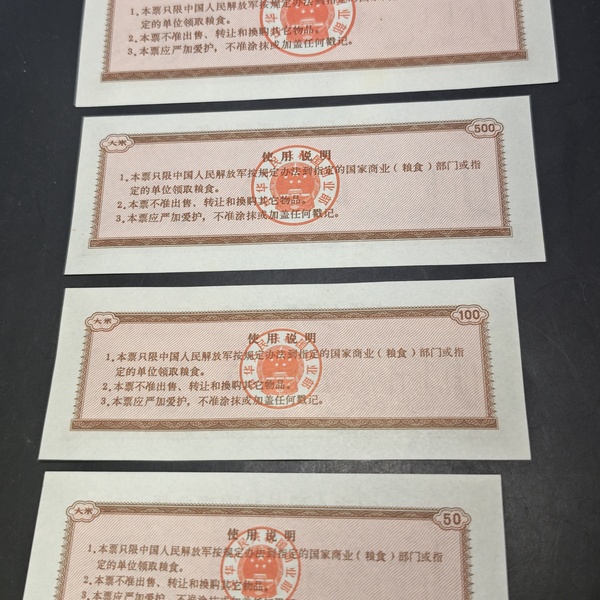 1、本票只限中国人民解放军按规定办法到指
定的单位领取粮食。
2、本票不准出售、转让和换购其它物品。
3、本票应严加爱护,不准涂抹或加盖任何戳记。
大米
500
使用说明
1、本票只限中国人民解放军按规定办法到指定的国家商业(粮食)部门或指
定的单位领取粮食。
2、本票不准出售、转让和换购其它物品。
3、本票应严加爱护,不准涂抹或加盖任何戳记。
大米
100
使用说明
1、本票只限中国人民解放军按规定办法到指定的国家商业(粮食)部门或指
定的单位领取粮食。
2、本票不准出售、转让和换购其它物品。
3、本票应严加爱护,不准涂抹或加盖任何戳记。
大米
50
使用说明
1、本票只限中国人民解放军按规定办法到指定的国家商业(粮食)部门或指
定的单位领取粮食。
2、本票不准出售、转让和换购其它物品。
3、本票应严加爱护,不准涂抹或加盖任何戳记。